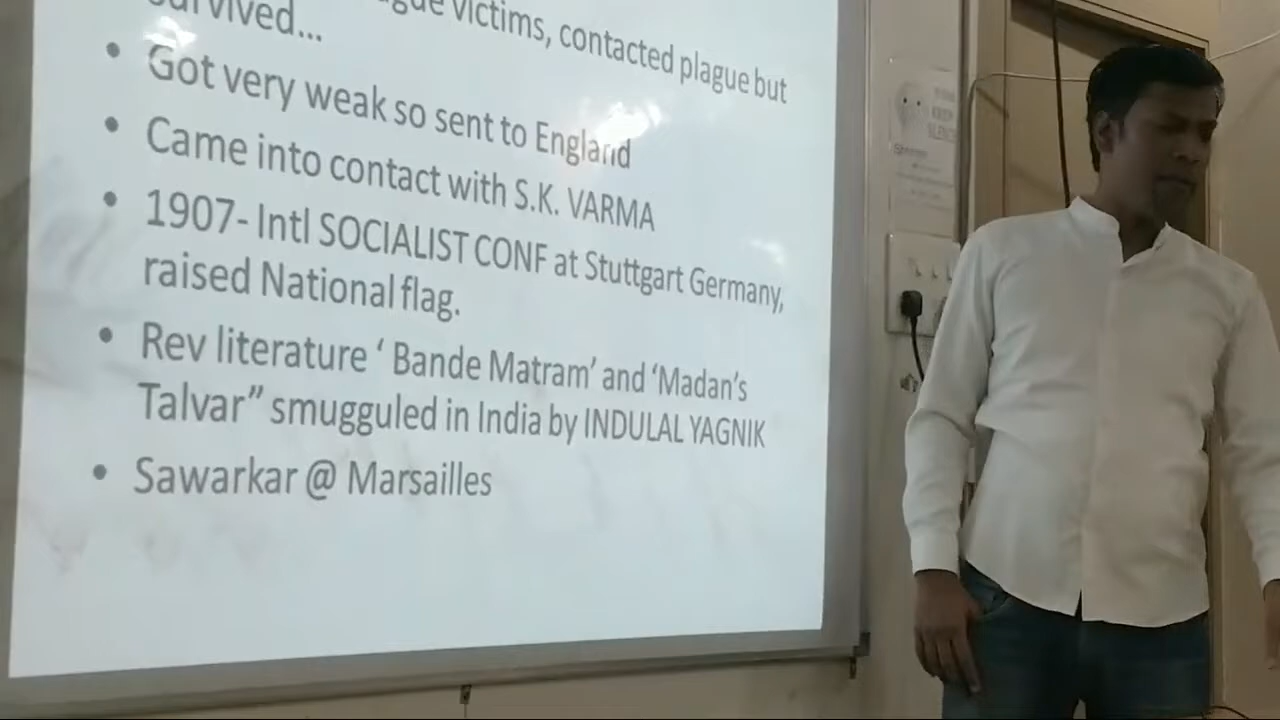 survived...
victims, contacted plague but
• Got very weak so sent to England
• Came into contact with S.K. VARMA
• 1907- Intl SOCIALIST CONF at Stuttgart Germany,
raised National flag.
• Rev literature ‘ Bande Matram’ and ‘Madan’s
Talvar” smugguled in India by INDULAL YAGNIK
• Sawarkar @ Marsailles